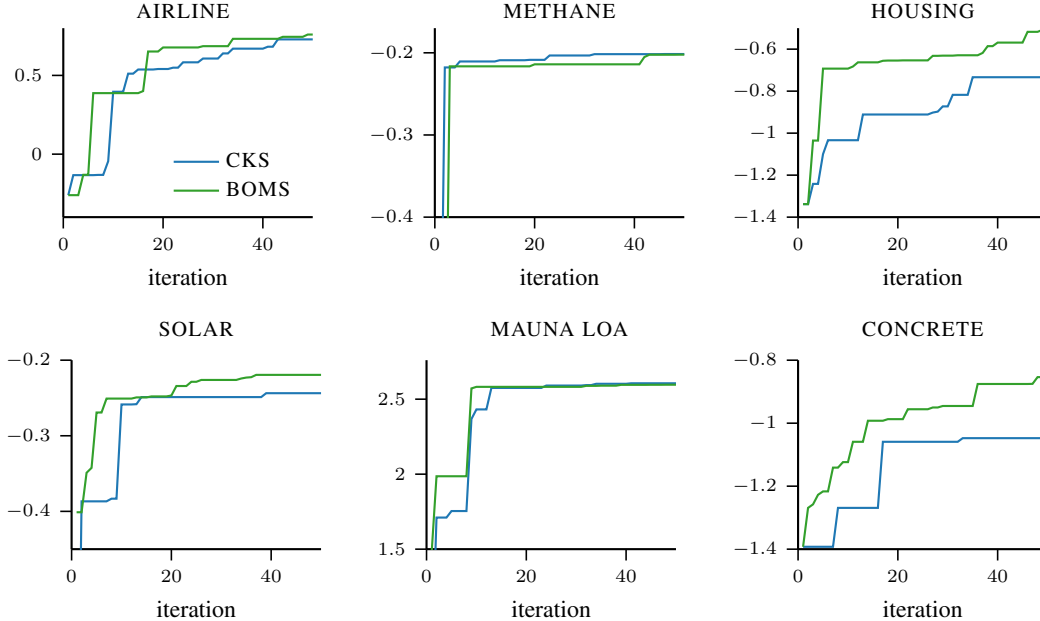 AIRLINE
0.5
0
CKS
BOMS
0 20 40
iteration
METHANE
−0.2
−0.3
−0.4
0 20 40
iteration
HOUSING
−0.6
−0.8
−1
−1.2
−1.4
0 20 40
iteration
SOLAR
−0.2
−0.3
−0.4
0 20 40
iteration
MAUNA LOA
2.5
2
1.5
0 20 40
iteration
CONCRETE
−0.8
−1
−1.2
−1.4
0 20 40
iteration